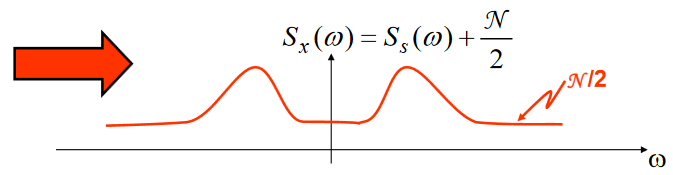 S_x(ω) = S_s(ω) + 𝒩/2
𝒩/2
ω